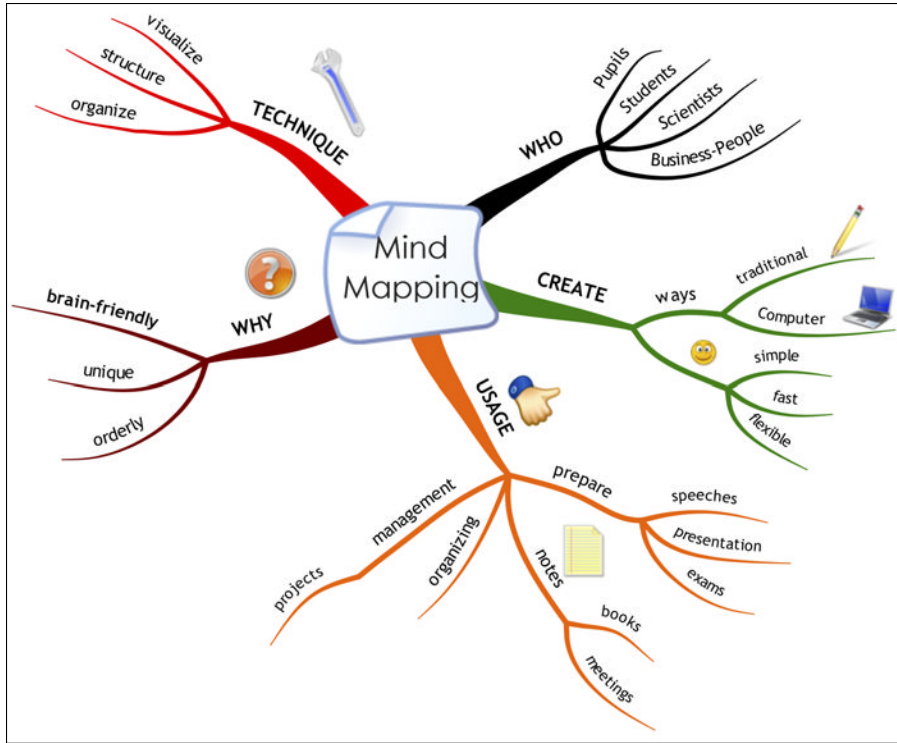 Mind
Mapping
TECHNIQUE
visualize
structure
organize
WHO
Pupils
Students
Scientists
Business-People
CREATE
ways
traditional
Computer
simple
fast
flexible
USAGE
prepare
speeches
presentation
exams
notes
books
meetings
organizing
management
projects
WHY
brain-friendly
unique
orderly
?